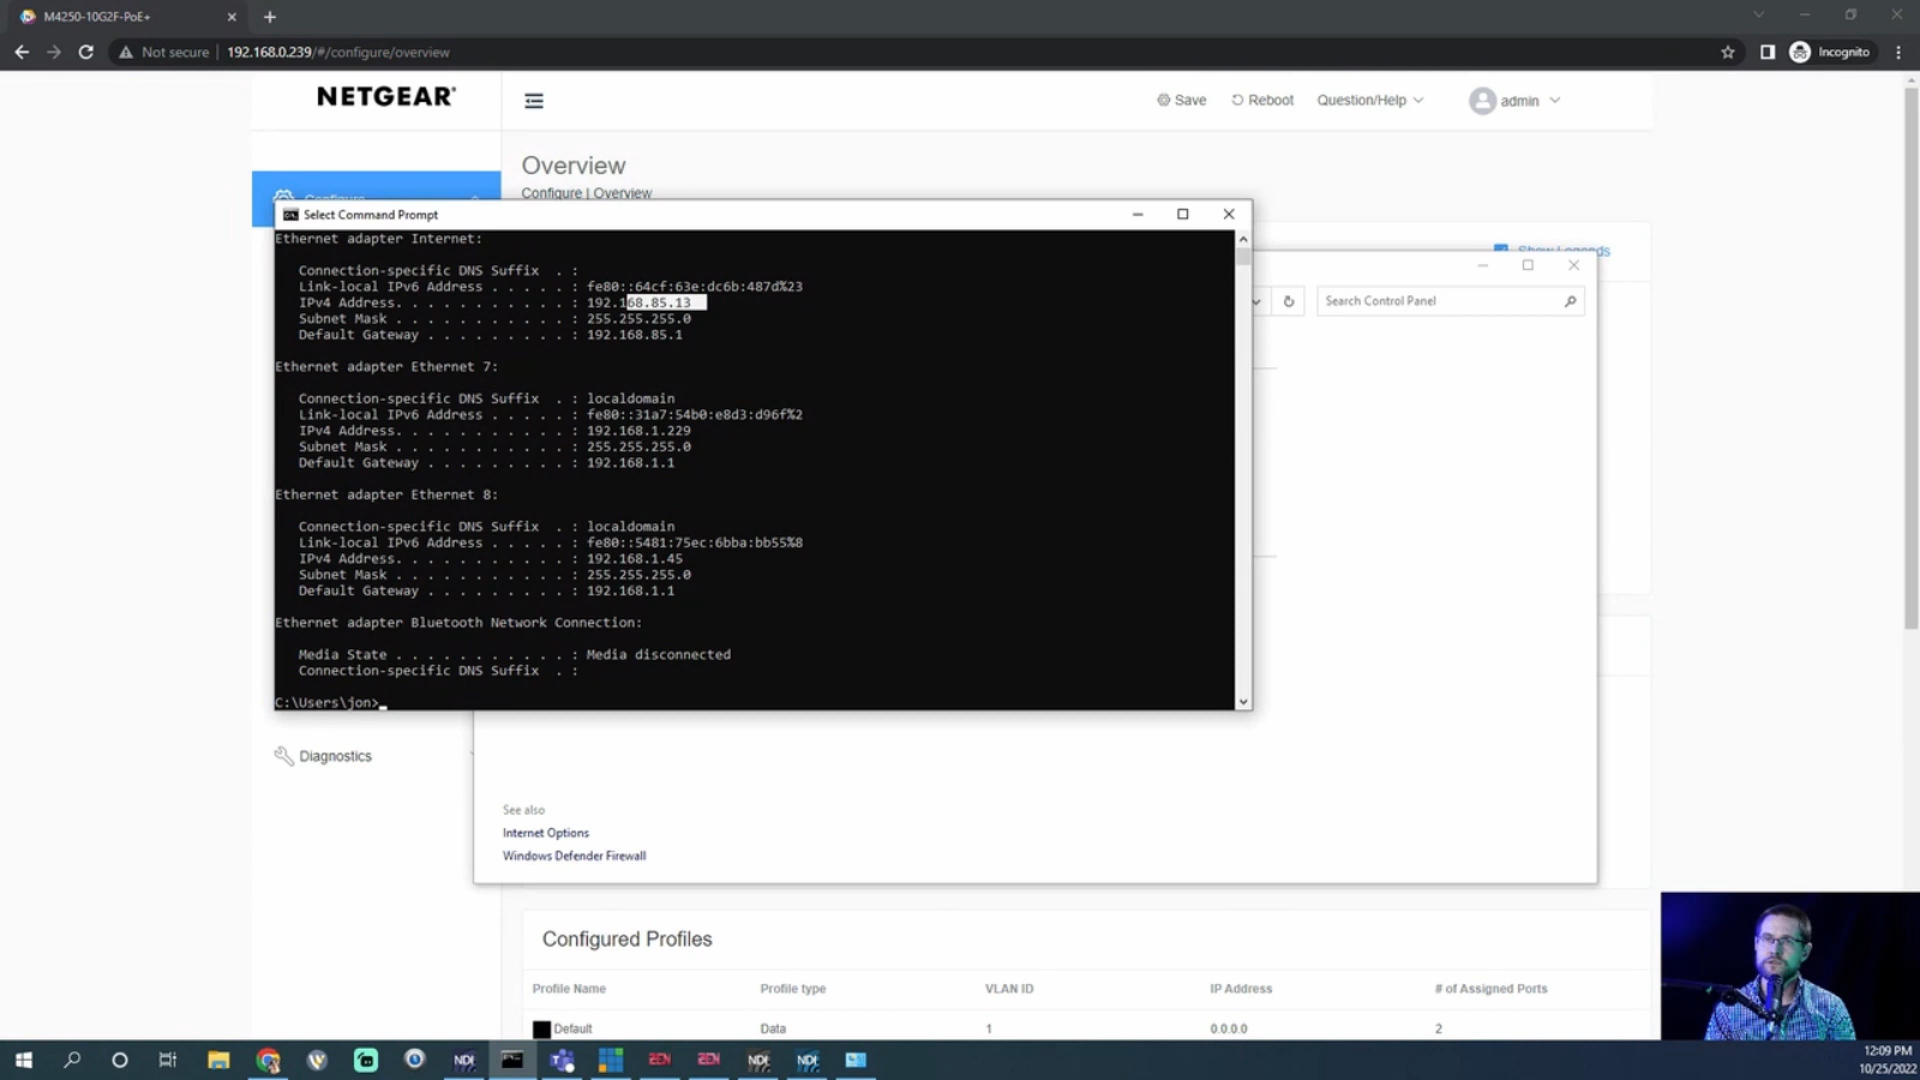 M4250-10G2F-PoE+
Not secure
192.168.0.239/#/configure/overview
Incognito
NETGEAR
Save
Reboot
Question/Help
admin
Overview
Configure | Overview
Configure
Show Legends
Select Command Prompt
Ethernet adapter Internet:
Connection-specific DNS Suffix . :
Link-local IPv6 Address . . . . . : fe80::64cf:63e:dc6b:487d%23
IPv4 Address. . . . . . . . . . . : 192.168.85.13
Subnet Mask . . . . . . . . . . . : 255.255.255.0
Default Gateway . . . . . . . . . : 192.168.85.1
Ethernet adapter Ethernet 7:
Connection-specific DNS Suffix . : localdomain
Link-local IPv6 Address . . . . . : fe80::31a7:54b0:e8d3:d96f%2
IPv4 Address. . . . . . . . . . . : 192.168.1.229
Subnet Mask . . . . . . . . . . . : 255.255.255.0
Default Gateway . . . . . . . . . : 192.168.1.1
Ethernet adapter Ethernet 8:
Connection-specific DNS Suffix . : localdomain
Link-local IPv6 Address . . . . . : fe80::5481:75ec:6bba:bb55%8
IPv4 Address. . . . . . . . . . . : 192.168.1.45
Subnet Mask . . . . . . . . . . . : 255.255.255.0
Default Gateway . . . . . . . . . : 192.168.1.1
Ethernet adapter Bluetooth Network Connection:
Media State . . . . . . . . . . . : Media disconnected
Connection-specific DNS Suffix . :
C:\Users\jon>
Search Control Panel
Diagnostics
See also
Internet Options
Windows Defender Firewall
Configured Profiles
Profile Name
Profile type
VLAN ID
IP Address
# of Assigned Ports
Default
Data
1
0.0.0.0
2
NDI
ZEN
ZEN
NDI
NDI
12:09 PM
10/25/2022